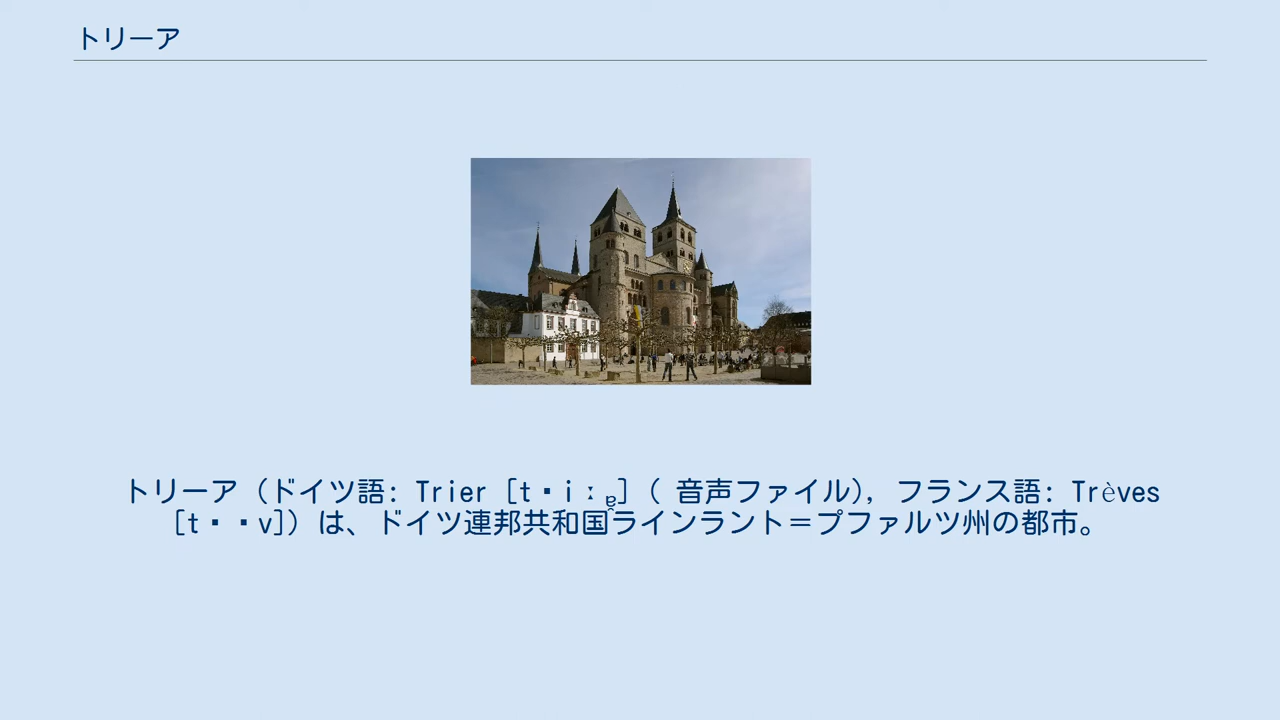 トリーア
トリーア（ドイツ語: Trier [t▪iːɐ̯]（ 音声ファイル), フランス語: Trèves
[t▪▪v]）は、ドイツ連邦共和国ラインラント＝プファルツ州の都市。